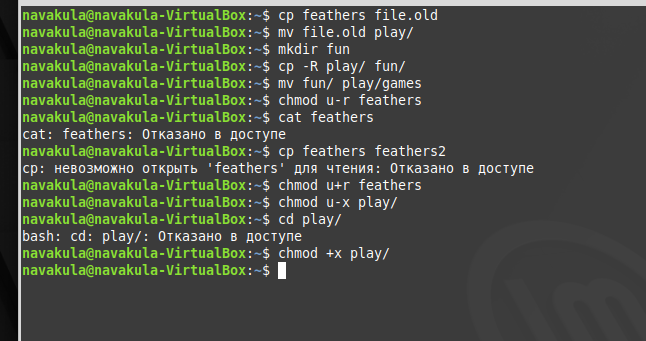 navakula@navakula-VirtualBox:~$ cp feathers file.old
navakula@navakula-VirtualBox:~$ mv file.old play/
navakula@navakula-VirtualBox:~$ mkdir fun
navakula@navakula-VirtualBox:~$ cp -R play/ fun/
navakula@navakula-VirtualBox:~$ mv fun/ play/games
navakula@navakula-VirtualBox:~$ chmod u-r feathers
navakula@navakula-VirtualBox:~$ cat feathers
cat: feathers: Отказано в доступе
navakula@navakula-VirtualBox:~$ cp feathers feathers2
cp: невозможно открыть 'feathers' для чтения: Отказано в доступе
navakula@navakula-VirtualBox:~$ chmod u+r feathers
navakula@navakula-VirtualBox:~$ chmod u-x play/
navakula@navakula-VirtualBox:~$ cd play/
bash: cd: play/: Отказано в доступе
navakula@navakula-VirtualBox:~$ chmod +x play/
navakula@navakula-VirtualBox:~$